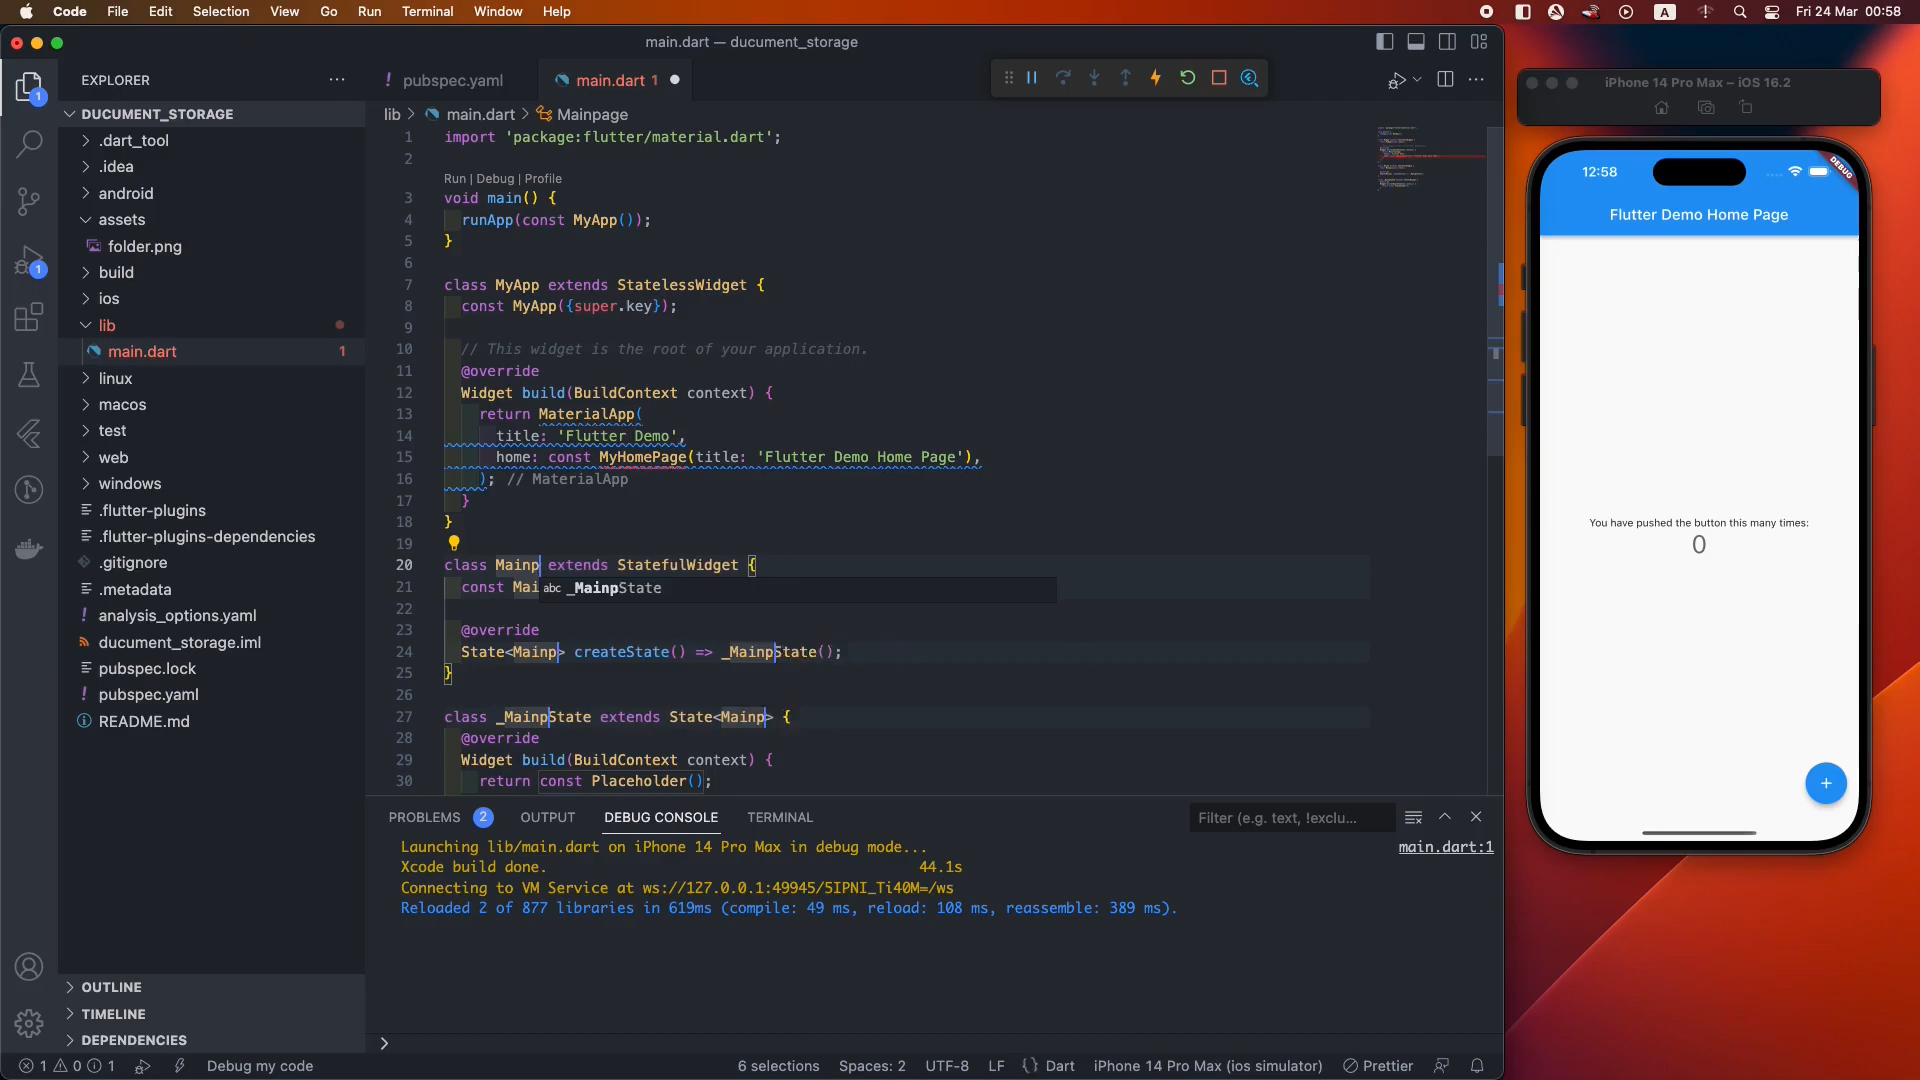 Code File Edit Selection View Go Run Terminal Window Help
A
Fri 24 Mar 00:58
main.dart — ducument_storage
EXPLORER
pubspec.yaml
main.dart 1
DUCUMENT_STORAGE
.dart_tool
.idea
android
assets
folder.png
build
ios
lib
main.dart 1
linux
macos
test
web
windows
.flutter-plugins
.flutter-plugins-dependencies
.gitignore
.metadata
analysis_options.yaml
ducument_storage.iml
pubspec.lock
pubspec.yaml
README.md
OUTLINE
TIMELINE
DEPENDENCIES
1
1
lib > main.dart > Mainpage
1 import 'package:flutter/material.dart';
2
Run | Debug | Profile
3 void main() {
4 runApp(const MyApp());
5 }
6
7 class MyApp extends StatelessWidget {
8 const MyApp({super.key});
9
10 // This widget is the root of your application.
11 @override
12 Widget build(BuildContext context) {
13 return MaterialApp(
14 title: 'Flutter Demo',
15 home: const MyHomePage(title: 'Flutter Demo Home Page'),
16 ); // MaterialApp
17 }
18 }
19
20 class Mainp extends StatefulWidget {
21 const Mai
abc _MainpState
22
23 @override
24 State<Mainp> createState() => _MainpState();
25 }
26
27 class _MainpState extends State<Mainp> {
28 @override
29 Widget build(BuildContext context) {
30 return const Placeholder();
PROBLEMS 2 OUTPUT DEBUG CONSOLE TERMINAL
Filter (e.g. text, !exclu...
Launching lib/main.dart on iPhone 14 Pro Max in debug mode...
main.dart:1
Xcode build done. 44.1s
Connecting to VM Service at ws://127.0.0.1:49945/5IPNI_Ti40M=/ws
Reloaded 2 of 877 libraries in 619ms (compile: 49 ms, reload: 108 ms, reassemble: 389 ms).
1 0 1 Debug my code
6 selections Spaces: 2 UTF-8 LF {} Dart iPhone 14 Pro Max (ios simulator) Prettier
iPhone 14 Pro Max – iOS 16.2
12:58
DEBUG
Flutter Demo Home Page
You have pushed the button this many times:
0
+